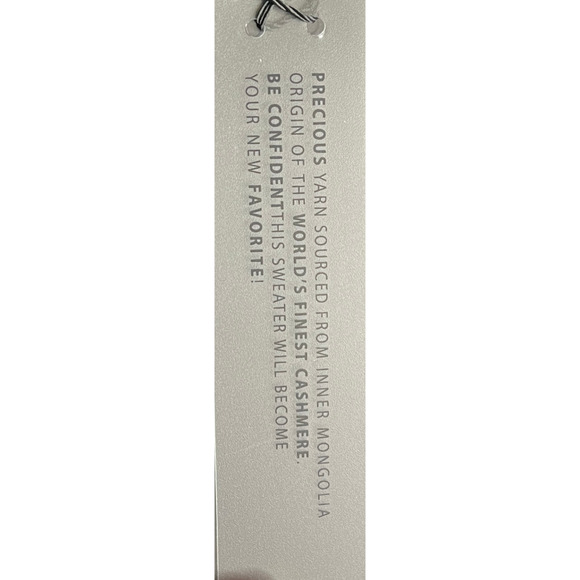 PRECIOUS YARN SOURCED FROM INNER MONGOLIA
ORIGIN OF THE WORLD'S FINEST CASHMERE.
BE CONFIDENTTHIS SWEATER WILL BECOME
YOUR NEW FAVORITE!